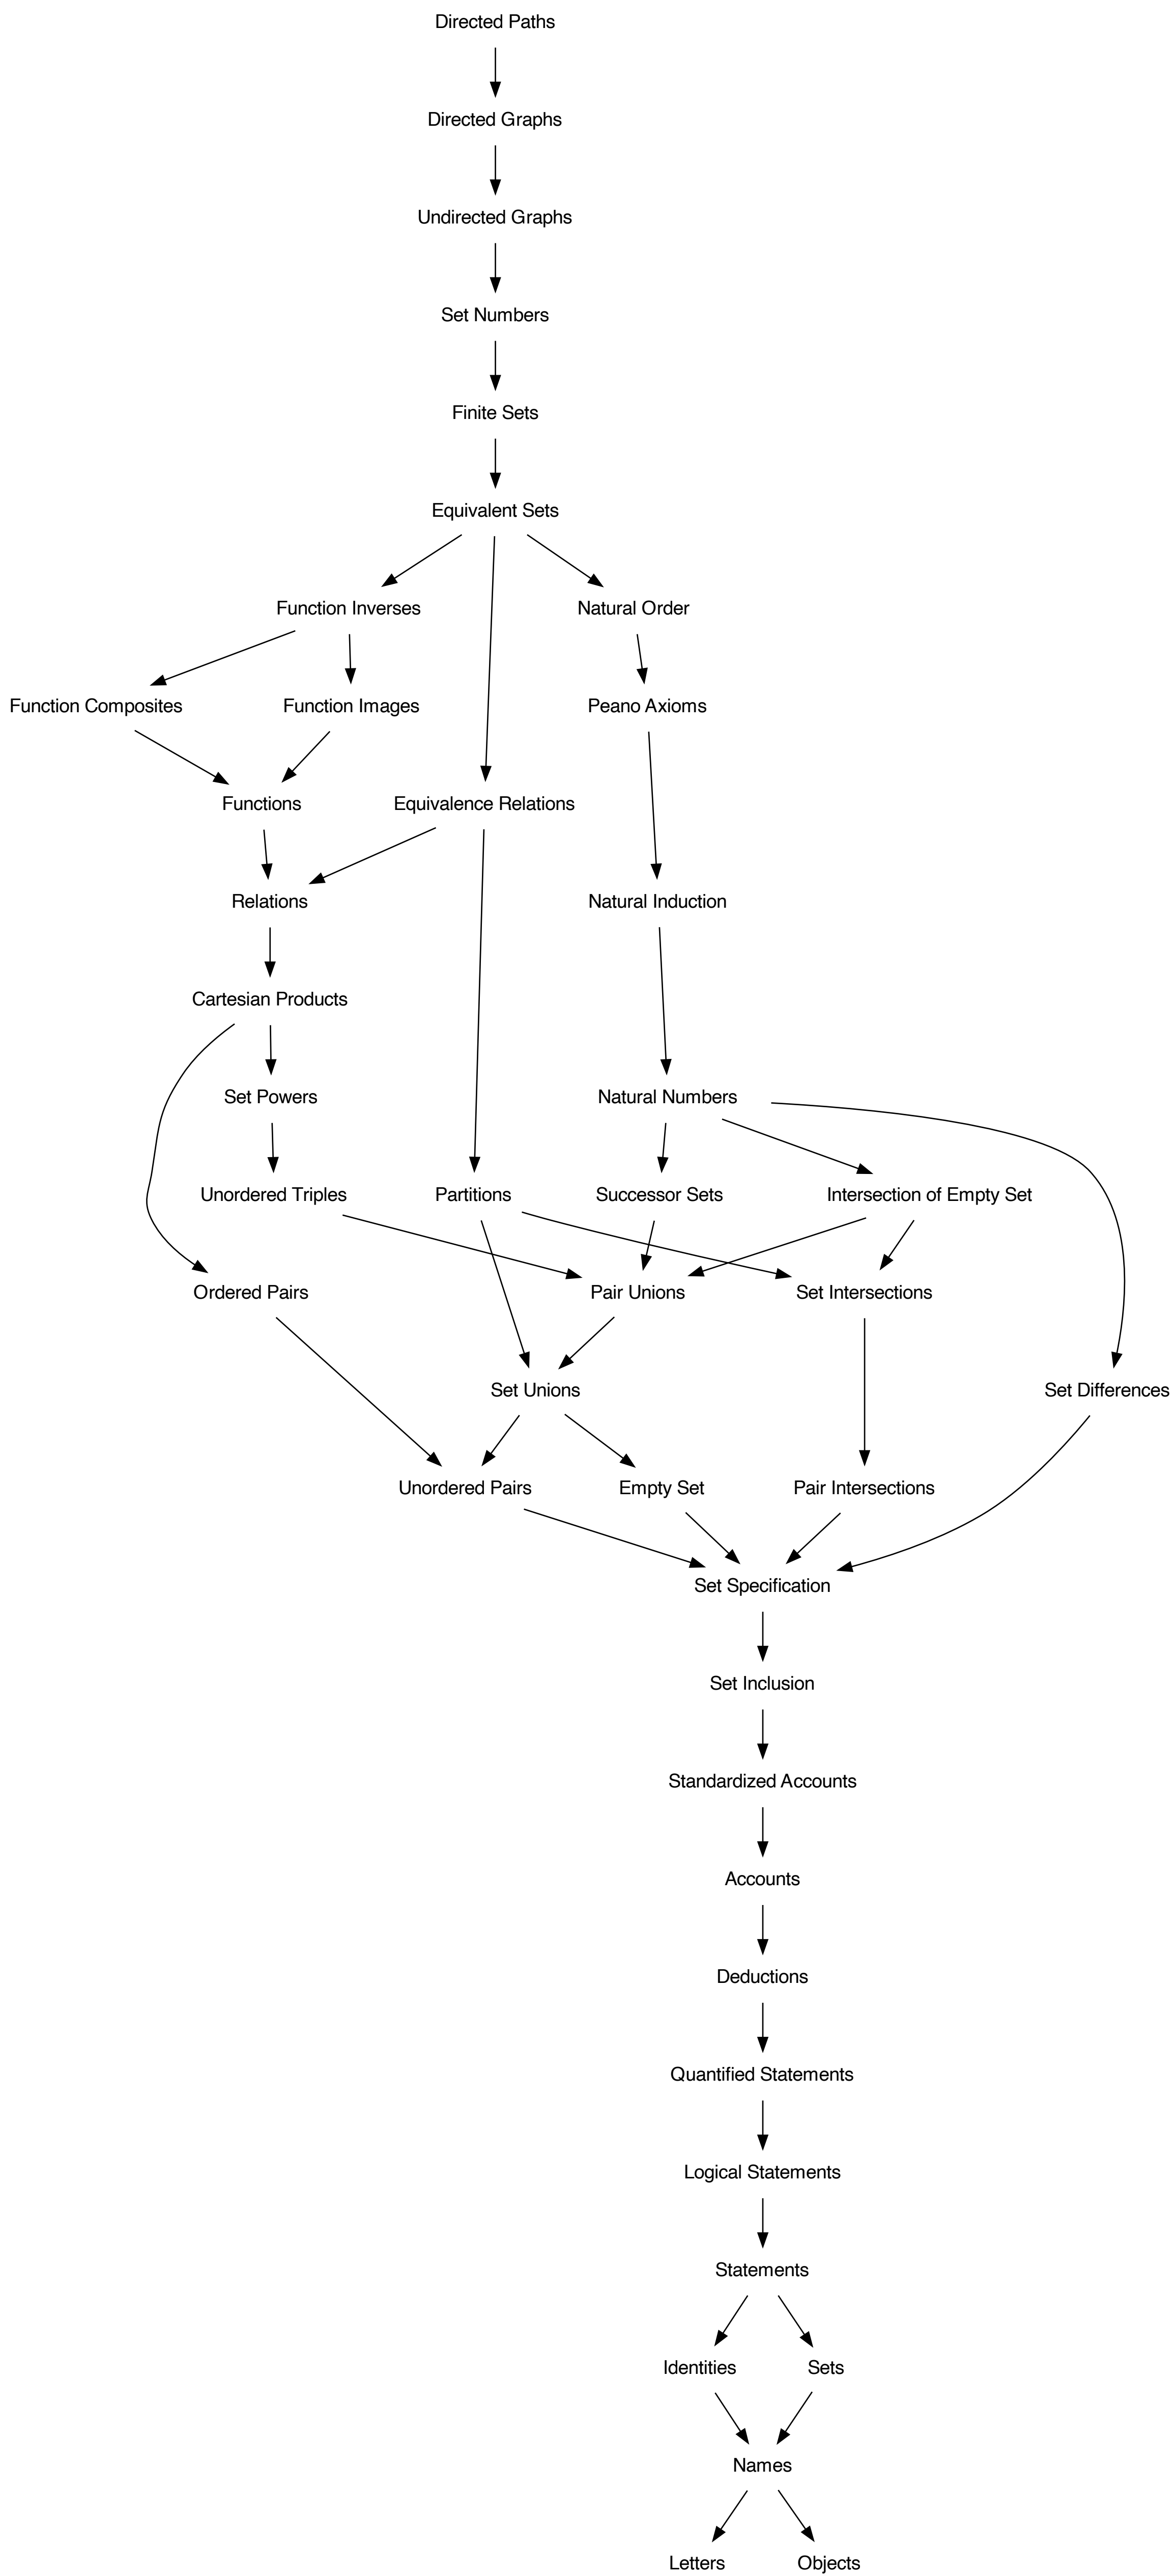 Directed Paths
Directed Graphs
Undirected Graphs
Set Numbers
Finite Sets
Equivalent Sets
Function Inverses
Natural Order
Function Composites
Function Images
Peano Axioms
Functions
Equivalence Relations
Relations
Natural Induction
Cartesian Products
Set Powers
Natural Numbers
Unordered Triples
Partitions
Successor Sets
Intersection of Empty Set
Ordered Pairs
Pair Unions
Set Intersections
Set Unions
Set Differences
Unordered Pairs
Empty Set
Pair Intersections
Set Specification
Set Inclusion
Standardized Accounts
Accounts
Deductions
Quantified Statements
Logical Statements
Statements
Identities
Sets
Names
Letters
Objects